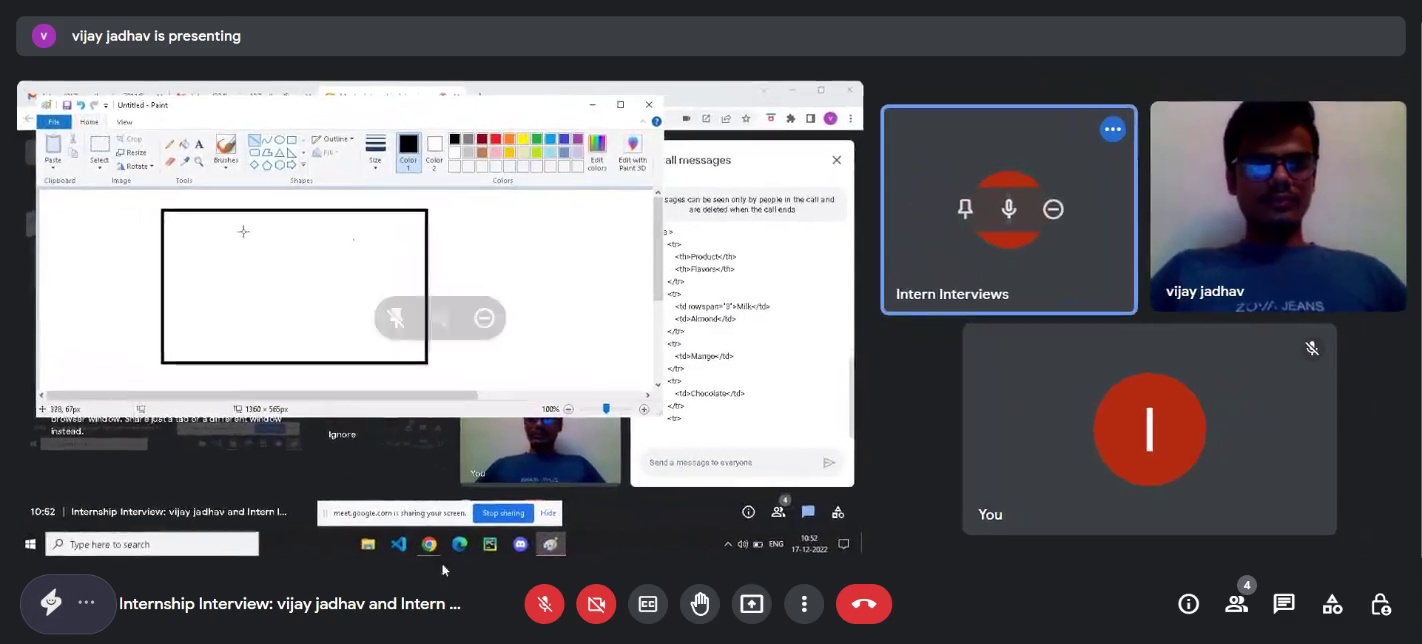 V vijay jadhav is presenting
Untitled - Paint
File Home View
Paste
Clipboard
Select
Crop
Resize
Rotate
Image
A
Tools
Brushes
Outline
Fill
Shapes
Size
Color 1
Color 2
Edit colors
Edit with Paint 3D
Colors
328, 67px
1360 × 565px
100%
browser window. Share just a tab or a different window
instead.
Ignore
You
all messages
sages can be seen only by people in the call and
are deleted when the call ends
<tr>
<th>Product</th>
<th>Flavors</th>
</tr>
<tr>
<td rowspan="3">Milk</td>
<td>Almond</td>
</tr>
<tr>
<td>Mango</td>
</tr>
<tr>
<td>Chocolate</td>
</tr>
<tr>
Send a message to everyone
10:52 | Internship Interview: vijay jadhav and Intern I...
meet.google.com is sharing your screen.
Stop sharing
Hide
4
Type here to search
ENG
10:52
17-12-2022
Intern Interviews
ZOVA JEANS
vijay jadhav
I
You
Internship Interview: vijay jadhav and Intern ...
CC
4